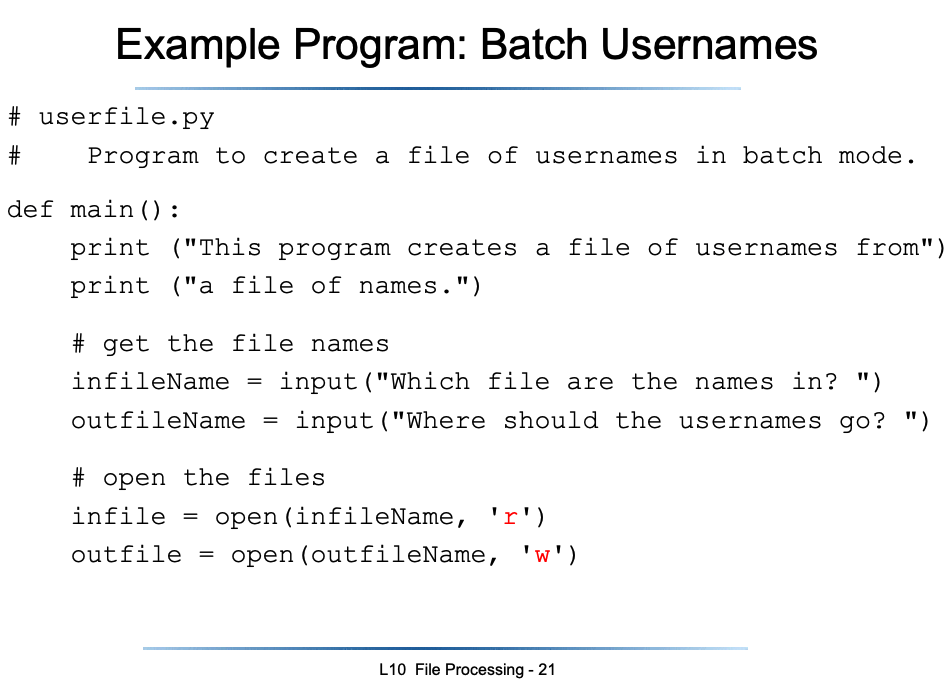 Example Program: Batch Usernames
# userfile.py
#    Program to create a file of usernames in batch mode.
def main():
    print ("This program creates a file of usernames from")
    print ("a file of names.")
    # get the file names
    infileName = input("Which file are the names in? ")
    outfileName = input("Where should the usernames go? ")
    # open the files
    infile = open(infileName, 'r')
    outfile = open(outfileName, 'w')
L10  File Processing - 21